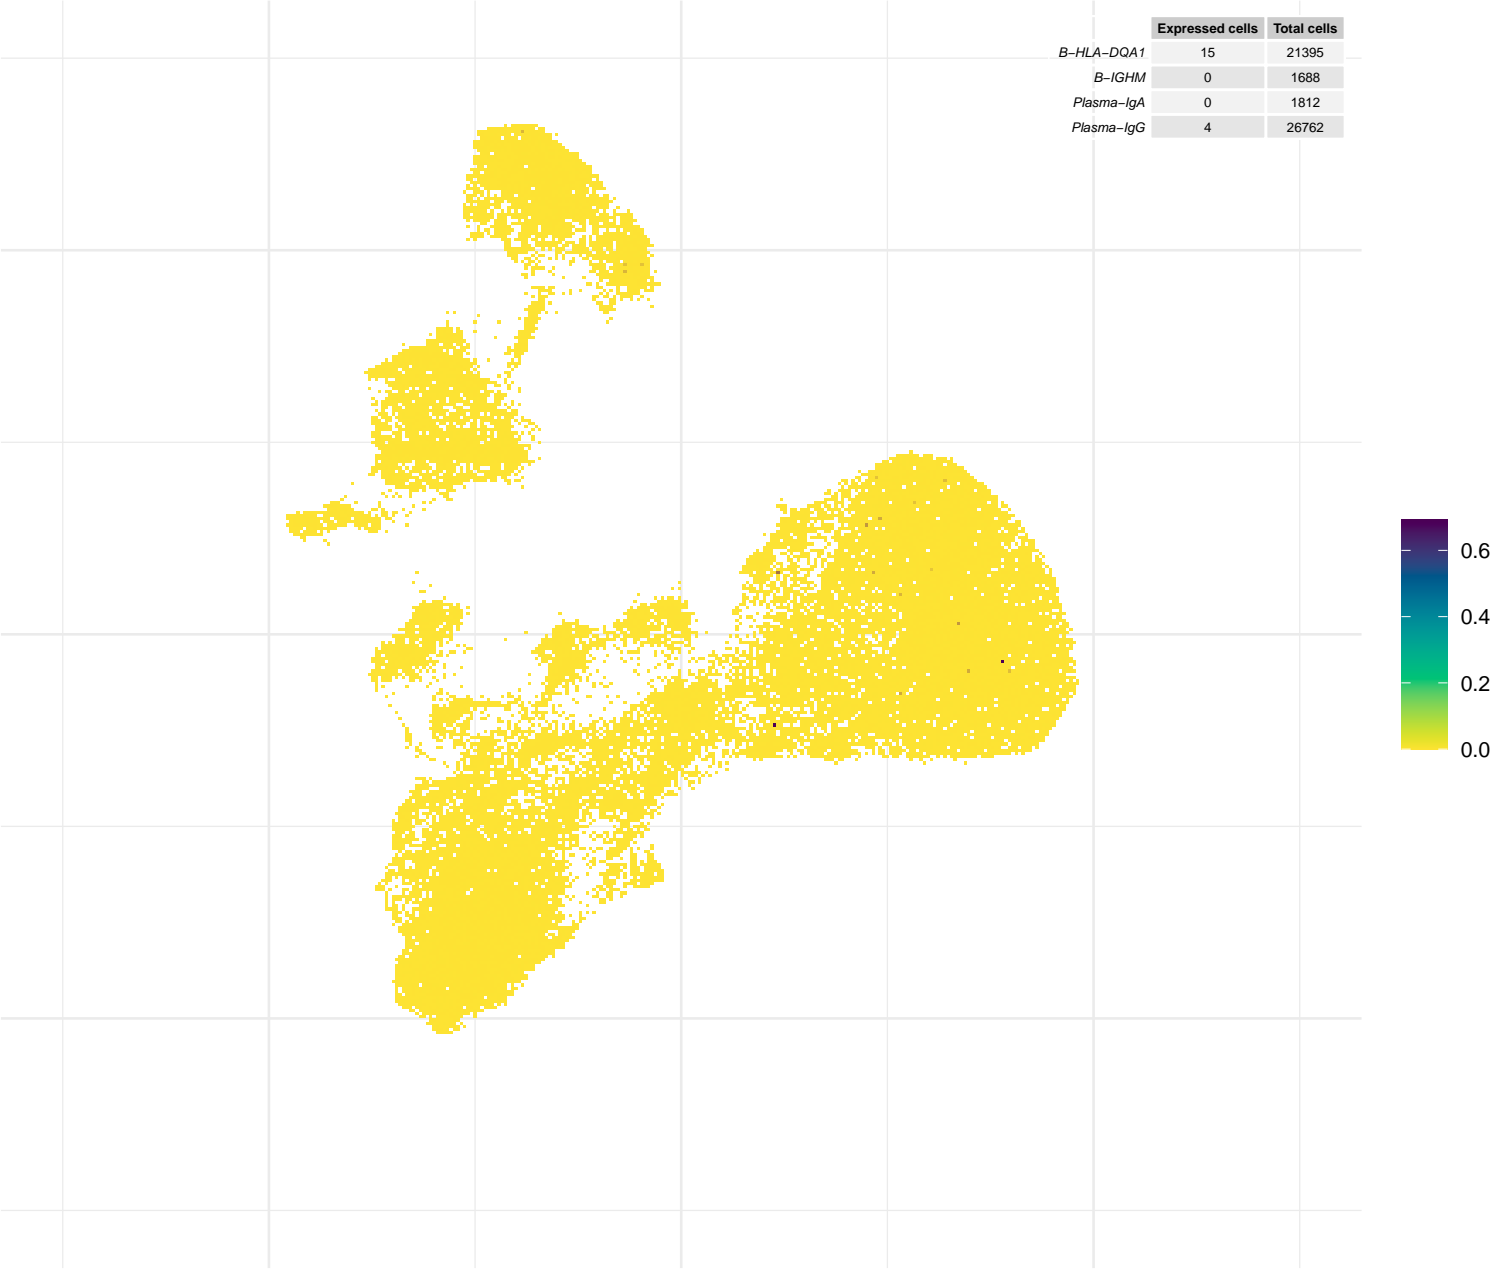 Expressed cells Total cells
B−HLA−DQA1 15 21395
B−IGHM 0 1688
Plasma−IgA 0 1812
Plasma−IgG 4 26762
0.6
0.4
0.2
0.0